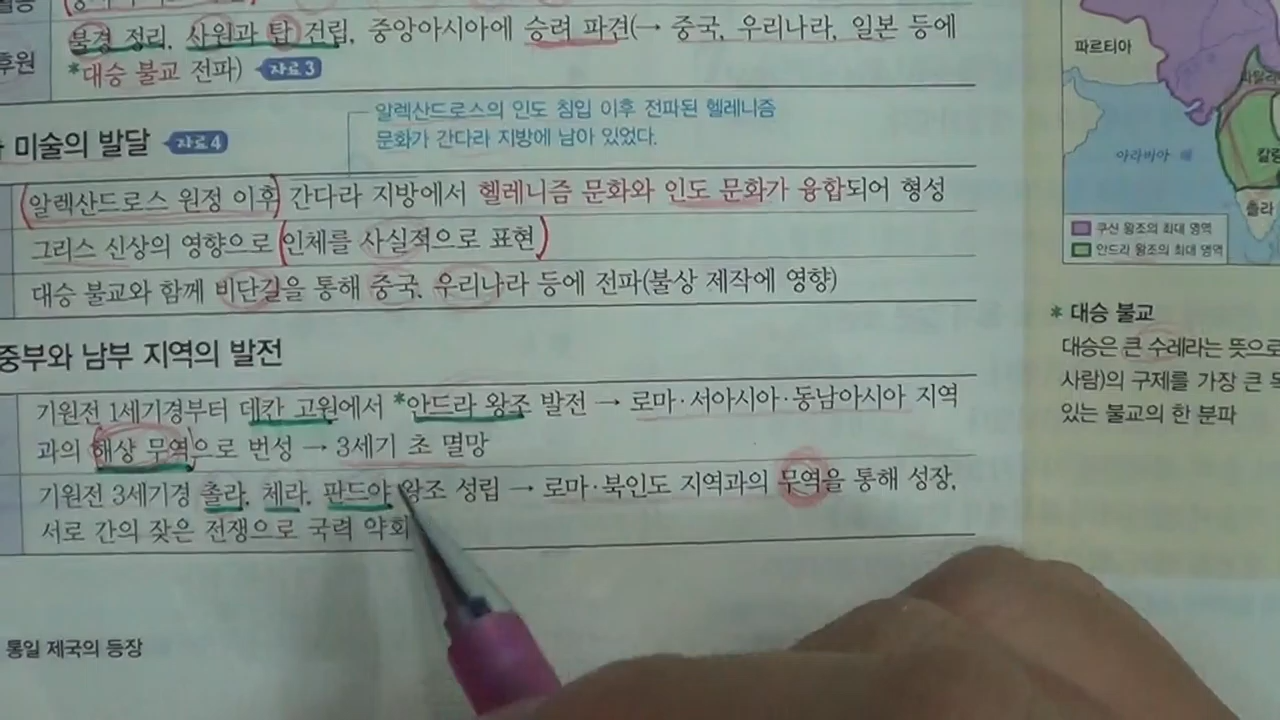 불경 정리, 사원과 탑 건립, 중앙아시아에 승려 파견(→ 중국, 우리나라, 일본 등에
후원
*대승 불교 전파) 자료 3
알렉산드로스의 인도 침입 이후 전파된 헬레니즘
문화가 간다라 지방에 남아 있었다.
미술의 발달 자료 4
알렉산드로스 원정 이후 간다라 지방에서 헬레니즘 문화와 인도 문화가 융합되어 형성
그리스 신상의 영향으로 인체를 사실적으로 표현
대승 불교와 함께 비단길을 통해 중국, 우리나라 등에 전파(불상 제작에 영향)
중부와 남부 지역의 발전
기원전 1세기경부터 데칸 고원에서 *안드라 왕조 발전 → 로마·서아시아·동남아시아 지역
과의 해상 무역으로 번성 → 3세기 초 멸망
기원전 3세기경 촐라, 체라, 판드야 왕조 성립 → 로마·북인도 지역과의 무역을 통해 성장,
서로 간의 잦은 전쟁으로 국력 약화
통일 제국의 등장
파르티아
아라비아 해
촐라
쿠샨 왕조의 최대 영역
안드라 왕조의 최대 영역
* 대승 불교
대승은 큰 수레라는 뜻으로
사람)의 구제를 가장 큰
있는 불교의 한 분파